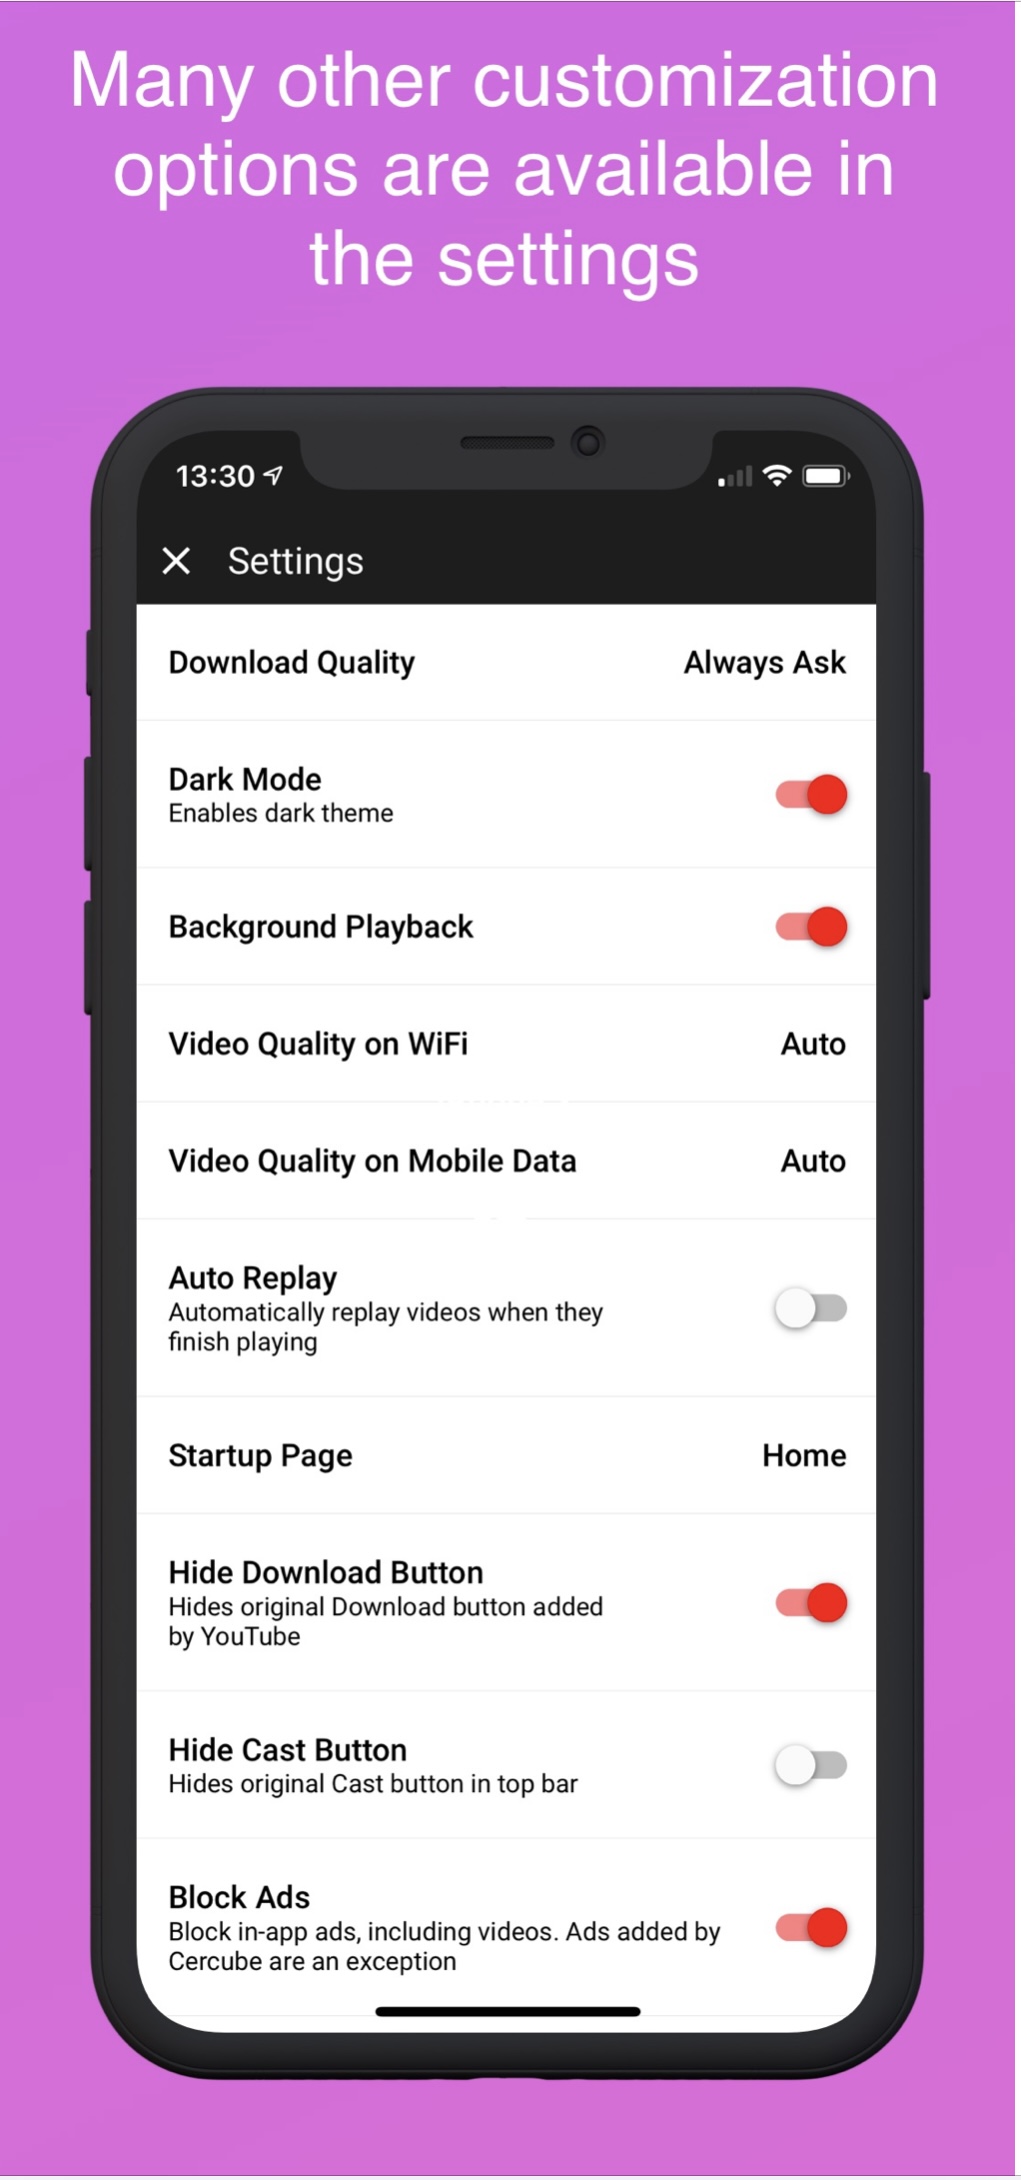 Many other customization
options are available in
the settings
13:30
Settings
Download Quality
Always Ask
Dark Mode
Enables dark theme
Background Playback
Video Quality on WiFi
Auto
Video Quality on Mobile Data
Auto
Auto Replay
Automatically replay videos when they
finish playing
Startup Page
Home
Hide Download Button
Hides original Download button added
by YouTube
Hide Cast Button
Hides original Cast button in top bar
Block Ads
Block in-app ads, including videos. Ads added by
Cercube are an exception